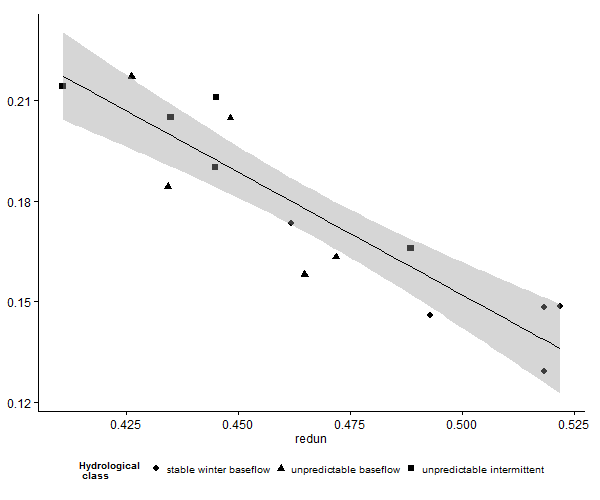 0.21
0.18
0.15
0.12
0.425 0.450 0.475 0.500 0.525
redun
Hydrological
class
stable winter baseflow unpredictable baseflow unpredictable intermittent